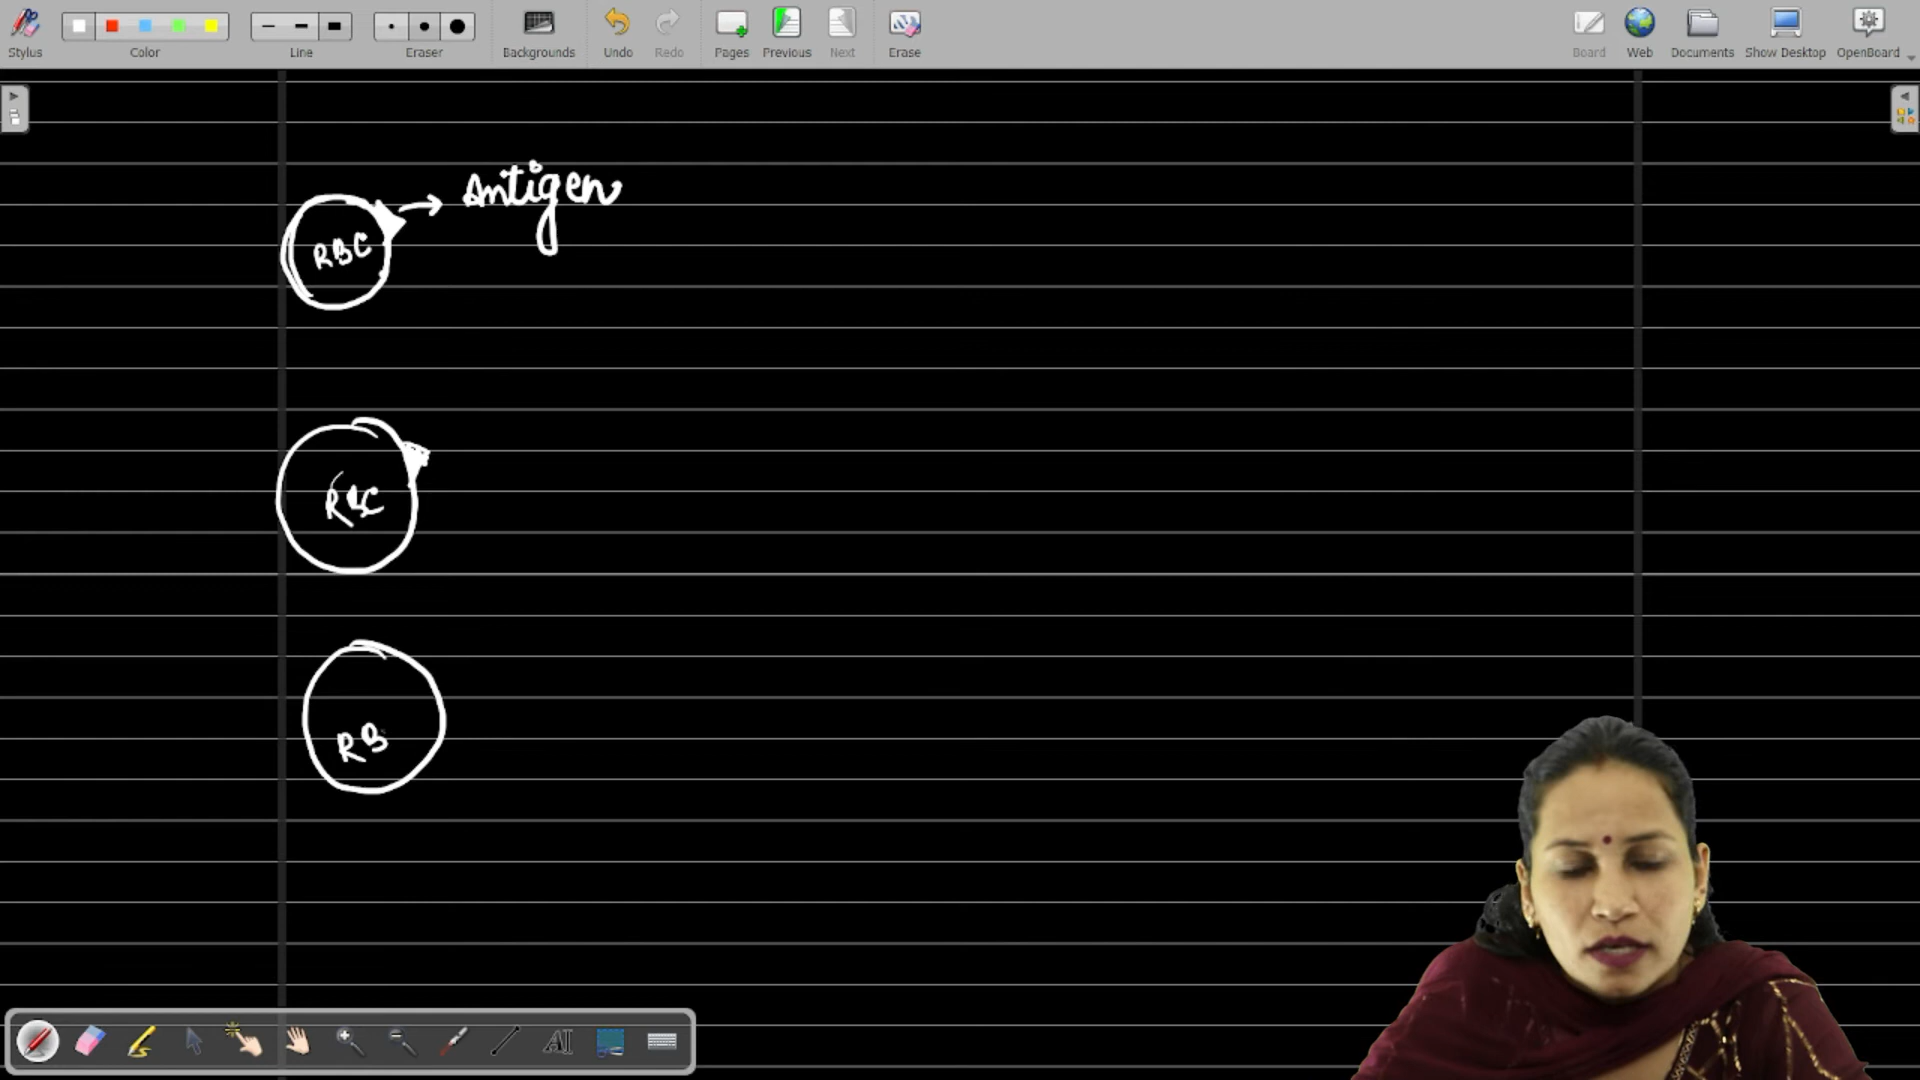 Stylus Color Line Eraser Backgrounds Undo Redo Pages Previous Next Erase Board Web Documents Show Desktop OpenBoard
Antigen
RBC
RBC
RB
AI